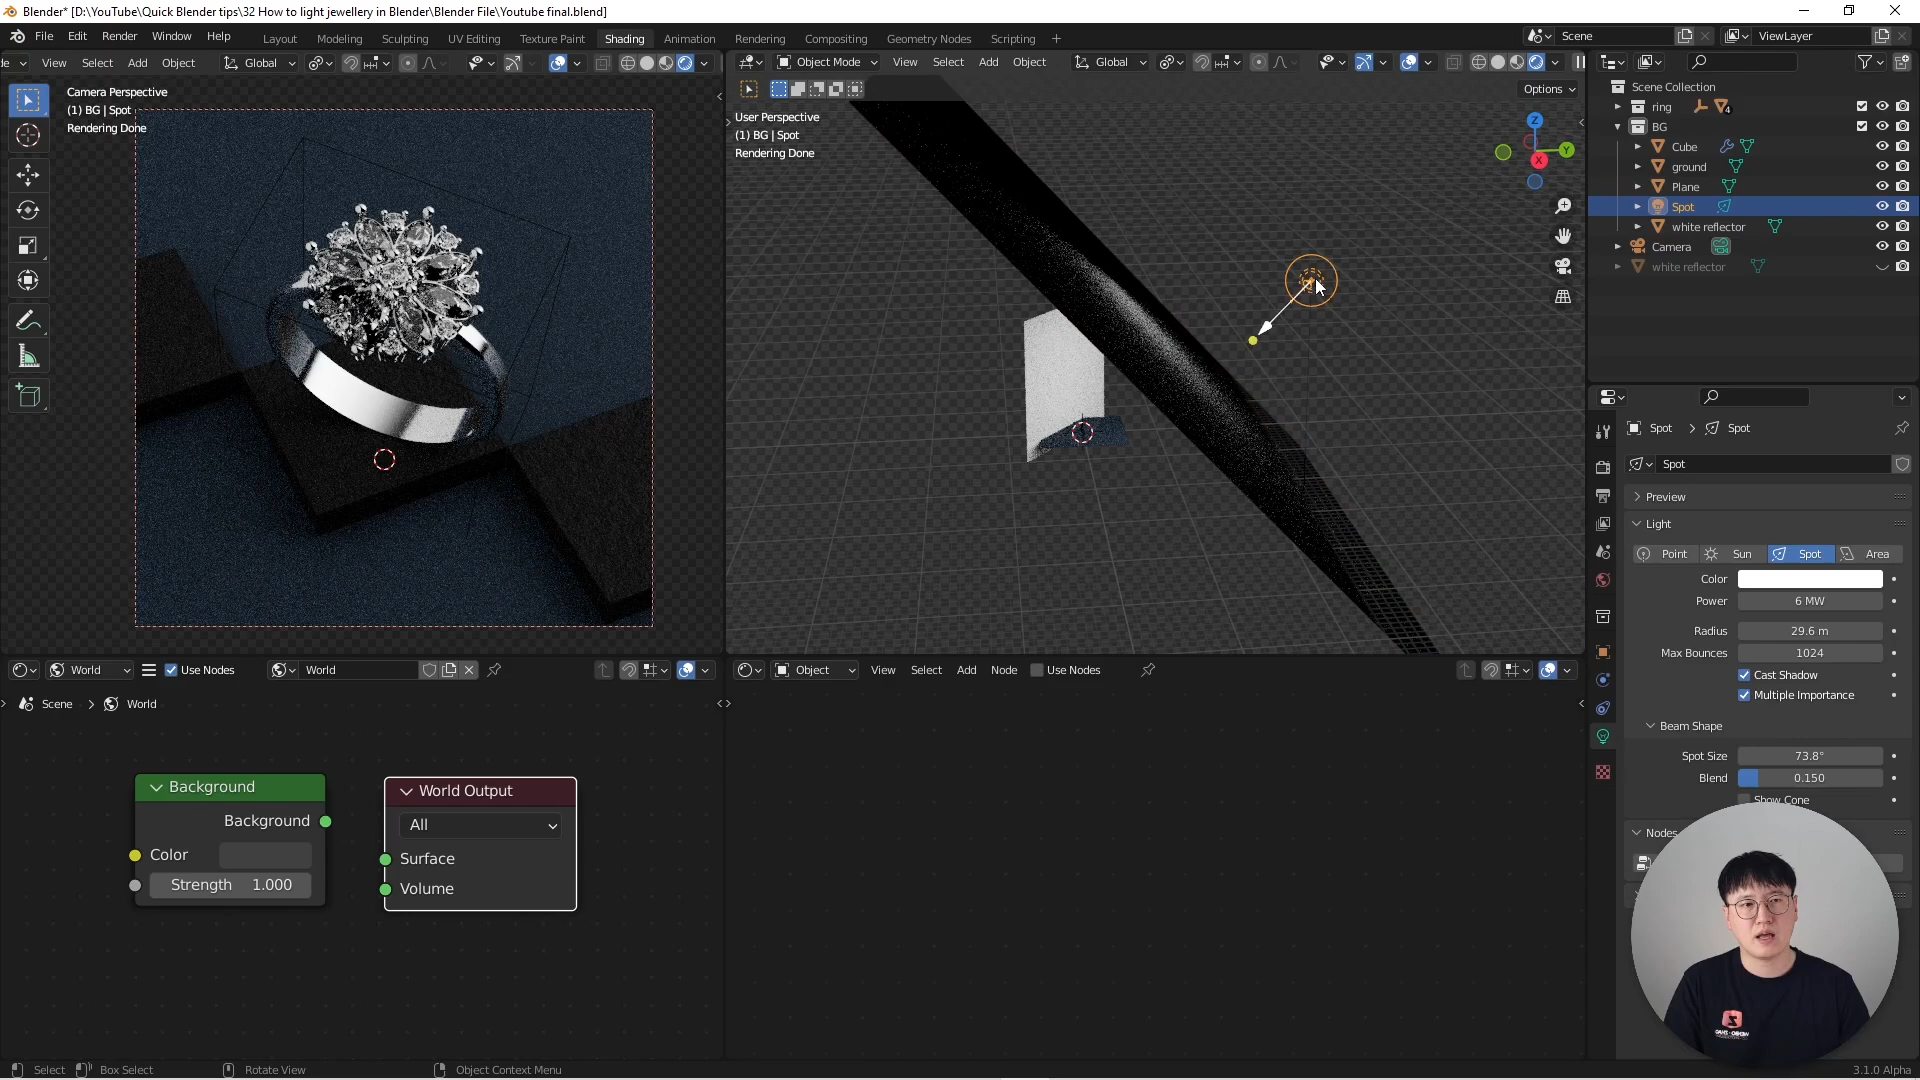 Blender* [D:\YouTube\Quick Blender tips\32 How to light jewellery in Blender\Blender File\Youtube final.blend]
File Edit Render Window Help Layout Modeling Sculpting UV Editing Texture Paint Shading Animation Rendering Compositing Geometry Nodes Scripting + Scene ViewLayer
de View Select Add Object Global
Object Mode View Select Add Object Global
Options
Camera Perspective
(1) BG | Spot
Rendering Done
User Perspective
(1) BG | Spot
Rendering Done
Z
Y
X
Scene Collection
ring 4
BG
Cube
ground
Plane
Spot
white reflector
Camera
white reflector
Spot > Spot
Spot
Preview
Light
Point Sun Spot Area
Color
Power 6 MW
Radius 29.6 m
Max Bounces 1024
Cast Shadow
Multiple Importance
Beam Shape
Spot Size 73.8°
Blend 0.150
Show Cone
Nodes
World Use Nodes World
Object View Select Add Node Use Nodes
Scene > World
Background
Background
Color
Strength 1.000
World Output
All
Surface
Volume
Select Box Select Rotate View Object Context Menu
3.1.0 Alpha